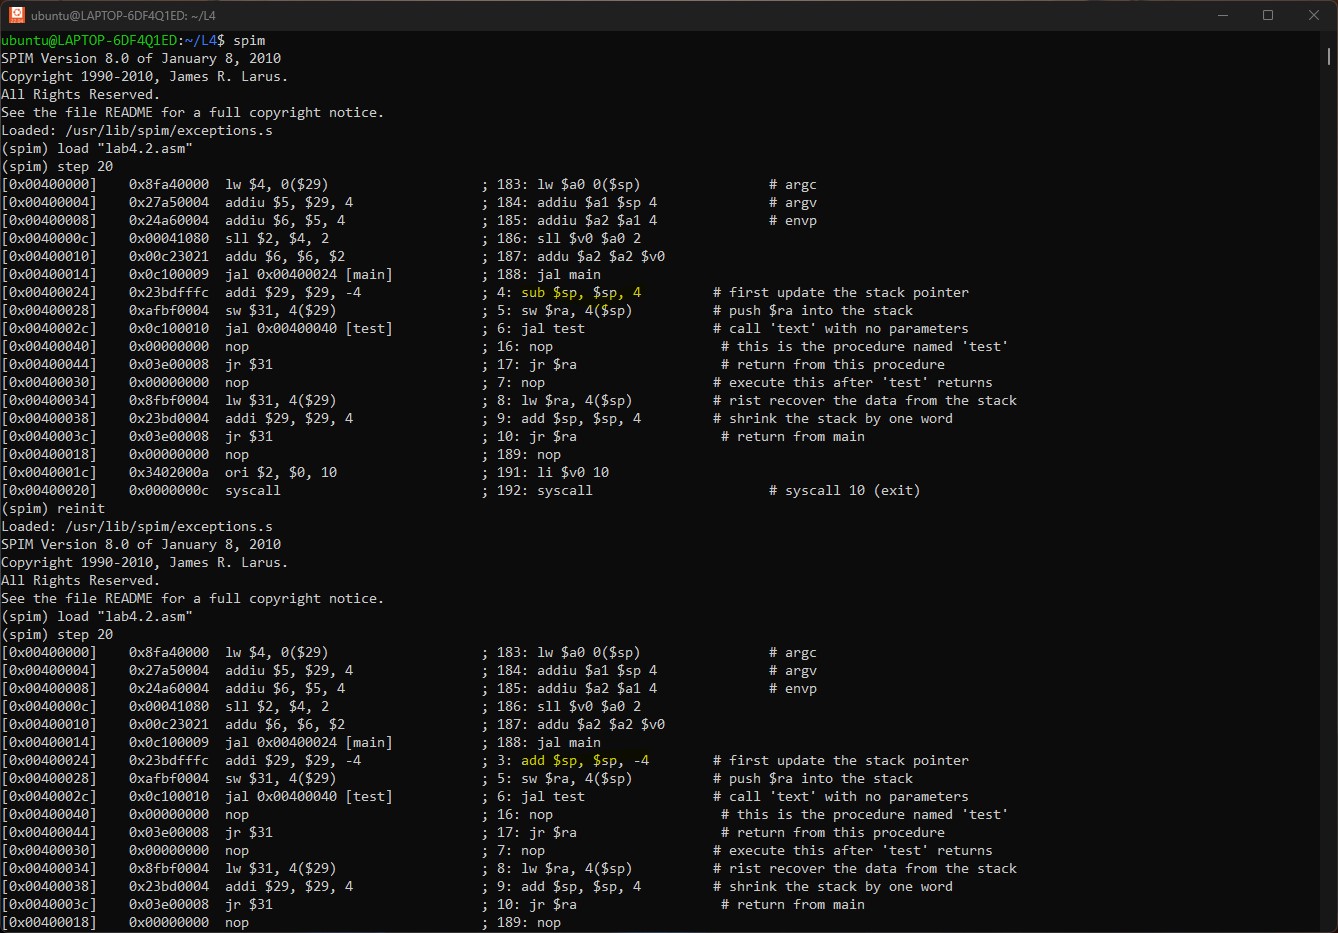 ubuntu@LAPTOP-6DF4Q1ED: ~/L4
ubuntu@LAPTOP-6DF4Q1ED:~/L4$ spim
SPIM Version 8.0 of January 8, 2010
Copyright 1990-2010, James R. Larus.
All Rights Reserved.
See the file README for a full copyright notice.
Loaded: /usr/lib/spim/exceptions.s
(spim) load "lab4.2.asm"
(spim) step 20
[0x00400000]    0x8fa40000  lw $4, 0($29)                   ; 183: lw $a0 0($sp)                # argc
[0x00400004]    0x27a50004  addiu $5, $29, 4                ; 184: addiu $a1 $sp 4              # argv
[0x00400008]    0x24a60004  addiu $6, $5, 4                 ; 185: addiu $a2 $a1 4              # envp
[0x0040000c]    0x00041080  sll $2, $4, 2                   ; 186: sll $v0 $a0 2
[0x00400010]    0x00c23021  addu $6, $6, $2                 ; 187: addu $a2 $a2 $v0
[0x00400014]    0x0c100009  jal 0x00400024 [main]           ; 188: jal main
[0x00400024]    0x23bdfffc  addi $29, $29, -4               ; 4: sub $sp, $sp, 4         # first update the stack pointer
[0x00400028]    0xafbf0004  sw $31, 4($29)                  ; 5: sw $ra, 4($sp)          # push $ra into the stack
[0x0040002c]    0x0c100010  jal 0x00400040 [test]           ; 6: jal test                # call 'text' with no parameters
[0x00400040]    0x00000000  nop                             ; 16: nop                     # this is the procedure named 'test'
[0x00400044]    0x03e00008  jr $31                          ; 17: jr $ra                  # return from this procedure
[0x00400030]    0x00000000  nop                             ; 7: nop                     # execute this after 'test' returns
[0x00400034]    0x8fbf0004  lw $31, 4($29)                  ; 8: lw $ra, 4($sp)          # rist recover the data from the stack
[0x00400038]    0x23bd0004  addi $29, $29, 4                ; 9: add $sp, $sp, 4         # shrink the stack by one word
[0x0040003c]    0x03e00008  jr $31                          ; 10: jr $ra                  # return from main
[0x00400018]    0x00000000  nop                             ; 189: nop
[0x0040001c]    0x3402000a  ori $2, $0, 10                  ; 191: li $v0 10
[0x00400020]    0x0000000c  syscall                         ; 192: syscall                      # syscall 10 (exit)
(spim) reinit
Loaded: /usr/lib/spim/exceptions.s
SPIM Version 8.0 of January 8, 2010
Copyright 1990-2010, James R. Larus.
All Rights Reserved.
See the file README for a full copyright notice.
(spim) load "lab4.2.asm"
(spim) step 20
[0x00400000]    0x8fa40000  lw $4, 0($29)                   ; 183: lw $a0 0($sp)                # argc
[0x00400004]    0x27a50004  addiu $5, $29, 4                ; 184: addiu $a1 $sp 4              # argv
[0x00400008]    0x24a60004  addiu $6, $5, 4                 ; 185: addiu $a2 $a1 4              # envp
[0x0040000c]    0x00041080  sll $2, $4, 2                   ; 186: sll $v0 $a0 2
[0x00400010]    0x00c23021  addu $6, $6, $2                 ; 187: addu $a2 $a2 $v0
[0x00400014]    0x0c100009  jal 0x00400024 [main]           ; 188: jal main
[0x00400024]    0x23bdfffc  addi $29, $29, -4               ; 3: add $sp, $sp, -4        # first update the stack pointer
[0x00400028]    0xafbf0004  sw $31, 4($29)                  ; 5: sw $ra, 4($sp)          # push $ra into the stack
[0x0040002c]    0x0c100010  jal 0x00400040 [test]           ; 6: jal test                # call 'text' with no parameters
[0x00400040]    0x00000000  nop                             ; 16: nop                     # this is the procedure named 'test'
[0x00400044]    0x03e00008  jr $31                          ; 17: jr $ra                  # return from this procedure
[0x00400030]    0x00000000  nop                             ; 7: nop                     # execute this after 'test' returns
[0x00400034]    0x8fbf0004  lw $31, 4($29)                  ; 8: lw $ra, 4($sp)          # rist recover the data from the stack
[0x00400038]    0x23bd0004  addi $29, $29, 4                ; 9: add $sp, $sp, 4         # shrink the stack by one word
[0x0040003c]    0x03e00008  jr $31                          ; 10: jr $ra                  # return from main
[0x00400018]    0x00000000  nop                             ; 189: nop